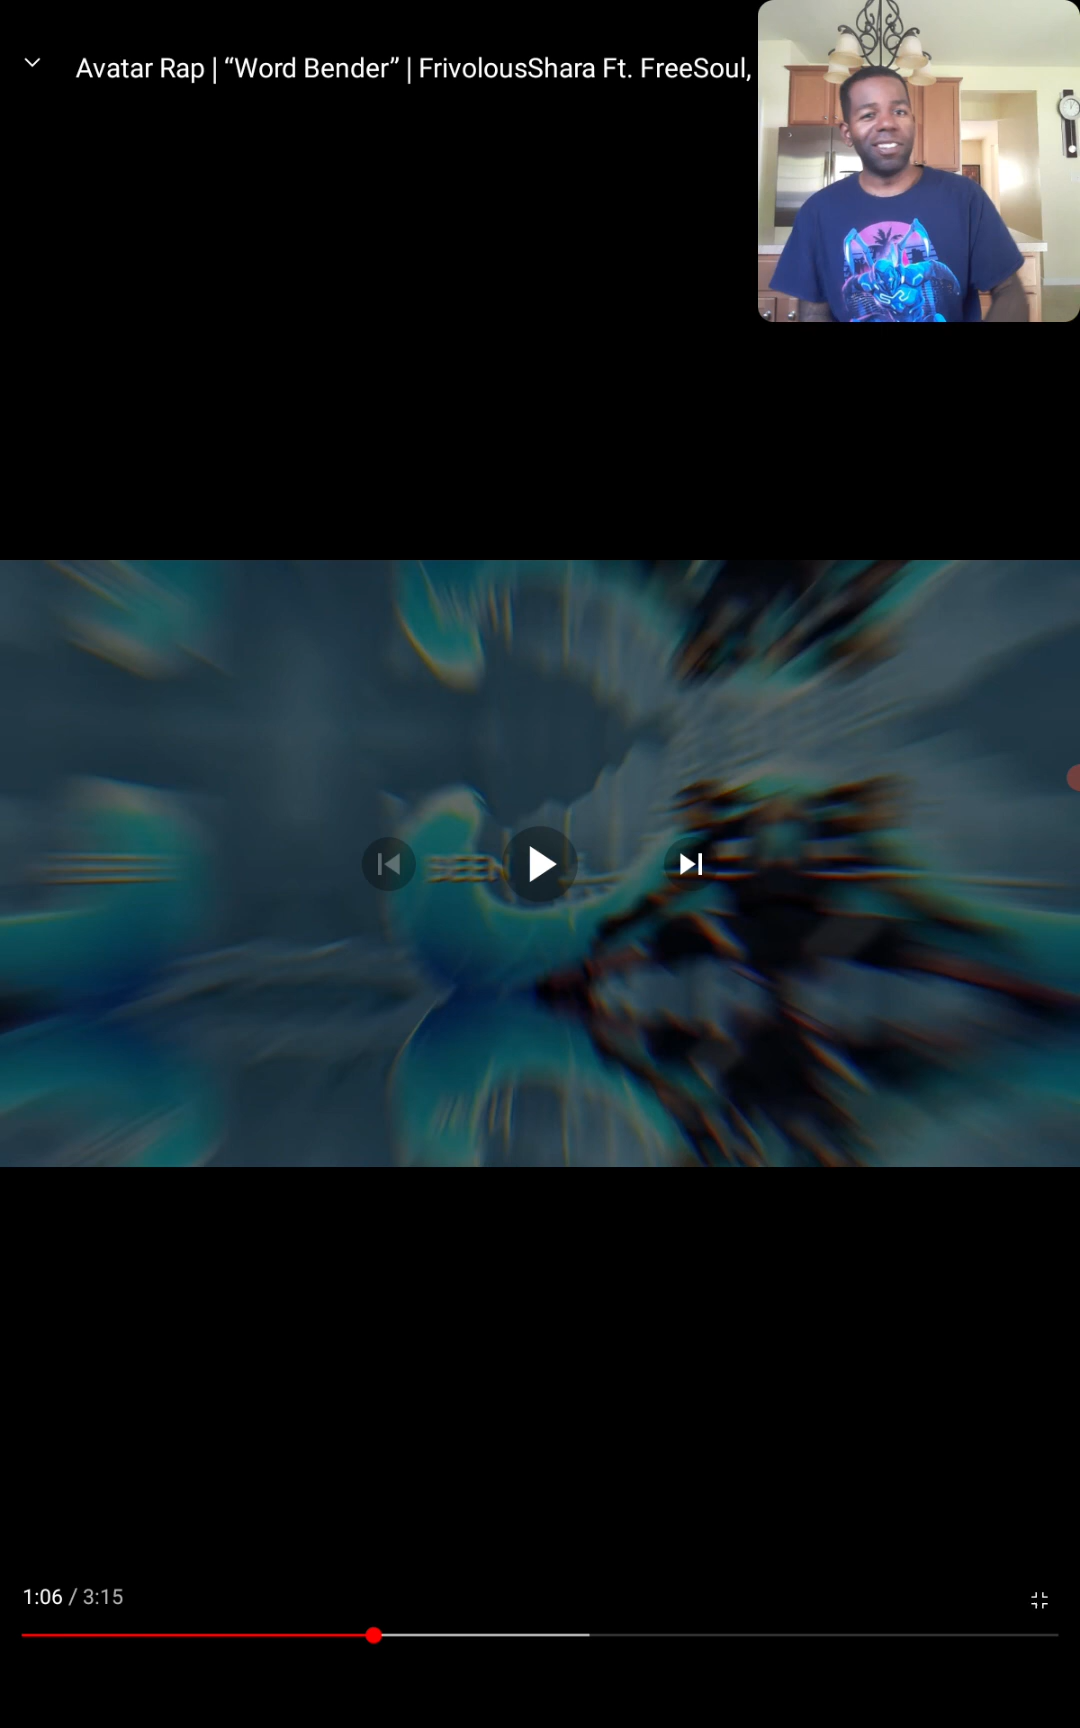 Avatar Rap | “Word Bender” | FrivolousShara Ft. FreeSoul,
1:06 / 3:15